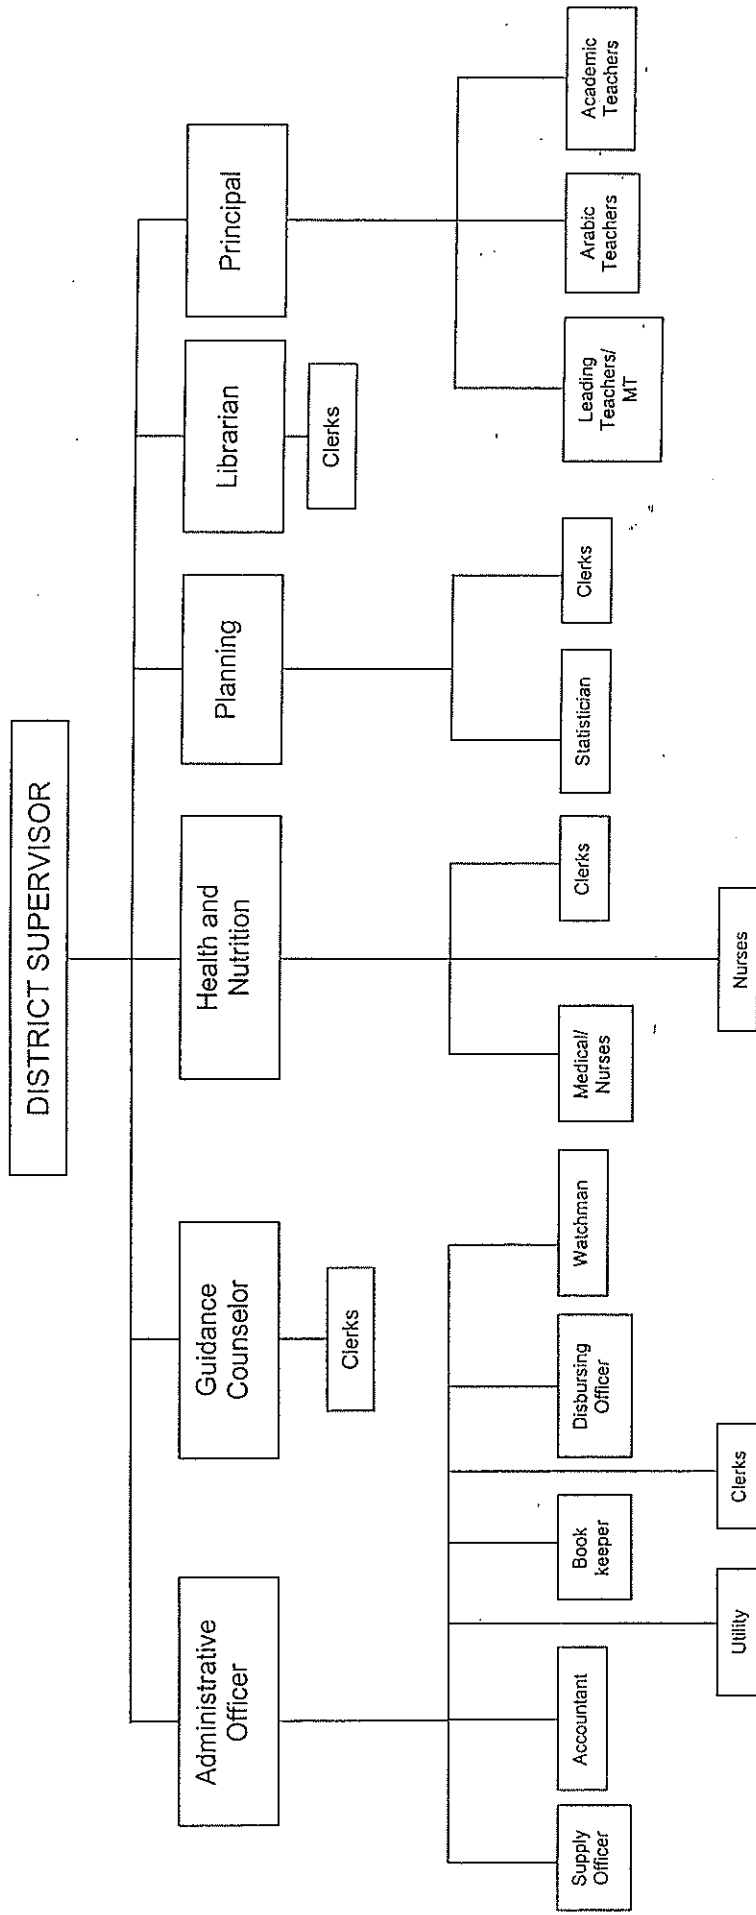 DISTRICT SUPERVISOR
Administrative
Officer
Guidance
Counselor
Health and
Nutrition
Planning
Librarian
Principal
Clerks
Clerks
Supply
Officer
Accountant
Book
keeper
Disbursing
Officer
Watchman
Medical/
Nurses
Clerks
Statistician
Clerks
Leading
Teachers/
MT
Arabic
Teachers
Academic
Teachers
Utility
Clerks
Nurses